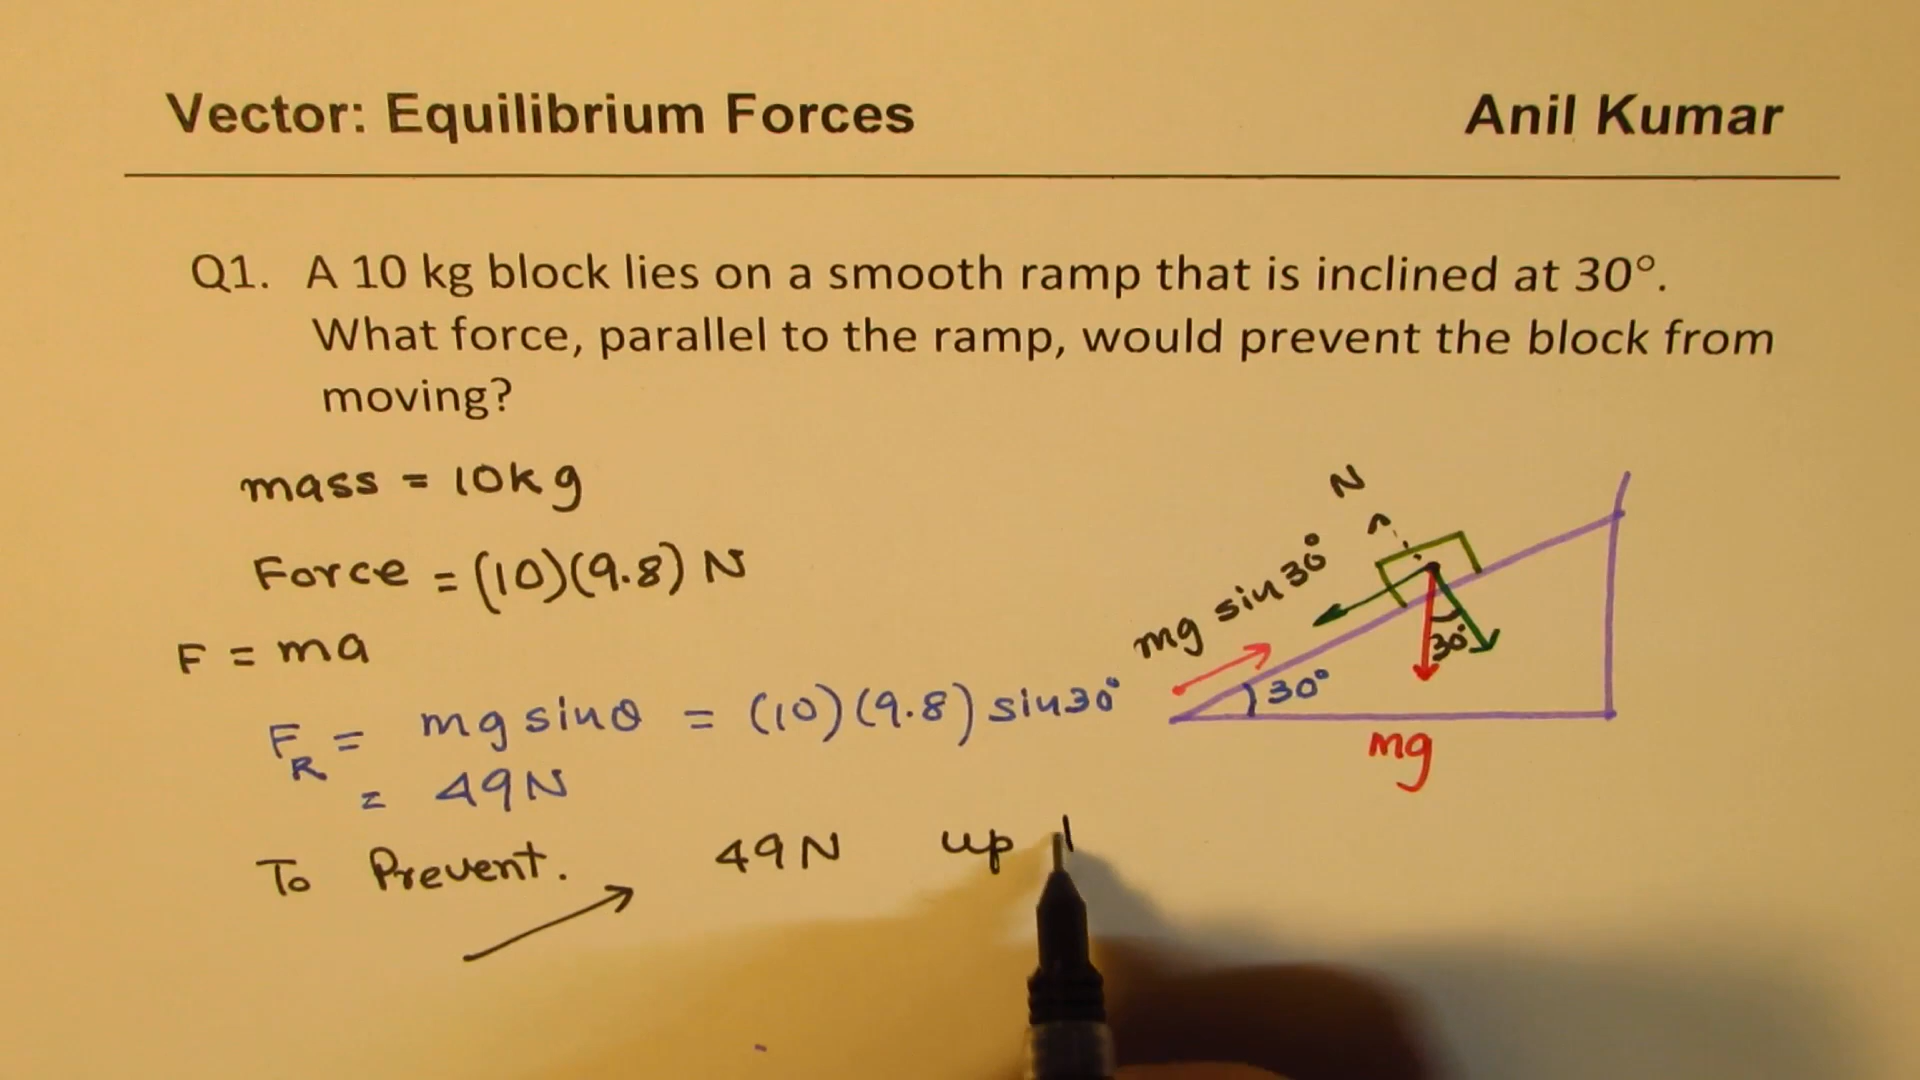 Vector: Equilibrium Forces Anil Kumar
Q1. A 10 kg block lies on a smooth ramp that is inclined at 30°.
What force, parallel to the ramp, would prevent the block from
moving?
mass = 10kg
Force = (10)(9.8) N
F = ma
F_R = mg sinθ = (10)(9.8) sin30°
= 49N
To Prevent. 49N up
N
mg sin30°
30°
30°
mg